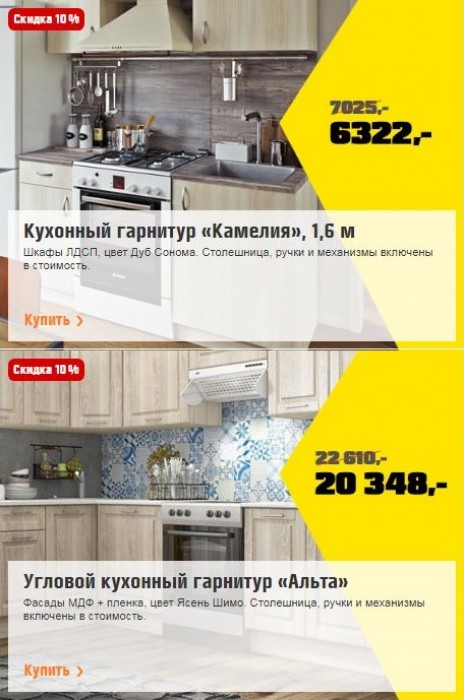 Скидка 10%
7025,-
6322,-
Кухонный гарнитур «Камелия», 1,6 м
Шкафы ЛДСП, цвет Дуб Сонома. Столешница, ручки и механизмы включены
в стоимость.
Купить >
Скидка 10%
22 610,-
20 348,-
Угловой кухонный гарнитур «Альта»
Фасады МДФ + пленка, цвет Ясень Шимо. Столешница, ручки и механизмы
включены в стоимость.
Купить >